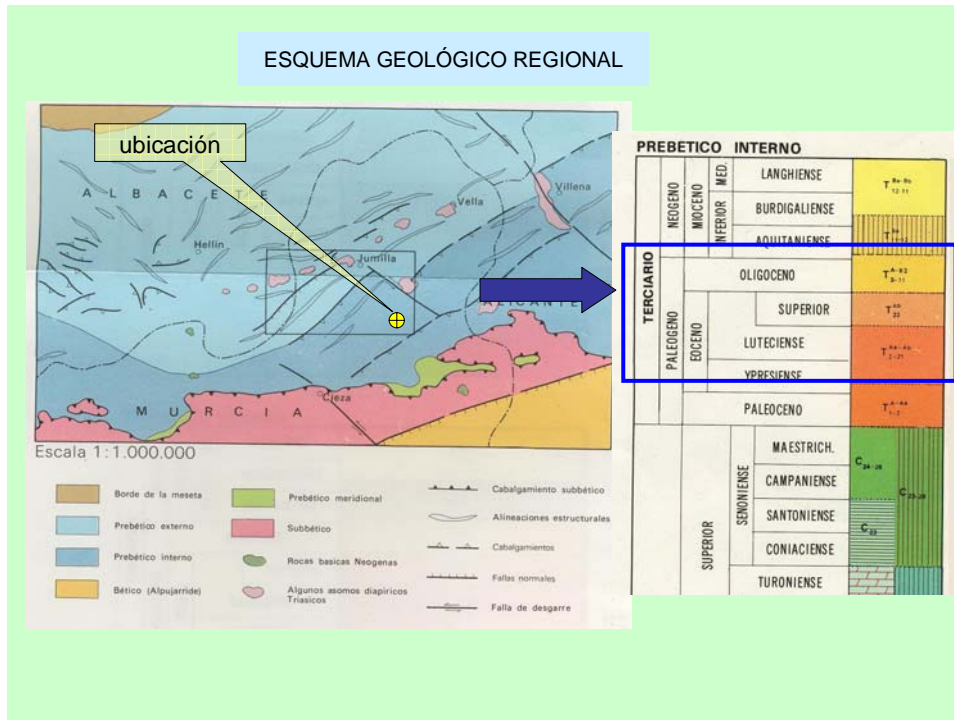 ESQUEMA GEOLÓGICO REGIONAL
ubicación
ALBACETE
Villena
Hellin
Jumilla
ALICANTE
Cieza
MURCIA
Escala 1:1.000.000
Borde de la meseta
Prebético externo
Prebético interno
Bético (Alpujarride)
Prebético meridional
Subbético
Rocas basicas Neogenas
Algunos asomos diapiricos
Triasicos
Cabalgamiento subbético
Alineaciones estructurales
Cabalgamientos
Fallas normales
Falla de desgarre
PREBETICO INTERNO
TERCIARIO
NEOGENO
MIOCENO
MED.
LANGHIENSE
INFERIOR
BURDIGALIENSE
AQUITANIENSE
PALEOGENO
OLIGOCENO
EOCENO
SUPERIOR
LUTECIENSE
YPRESIENSE
PALEOCENO
SUPERIOR
SENONIENSE
MAESTRICH.
CAMPANIENSE
SANTONIENSE
CONIACIENSE
TURONIENSE